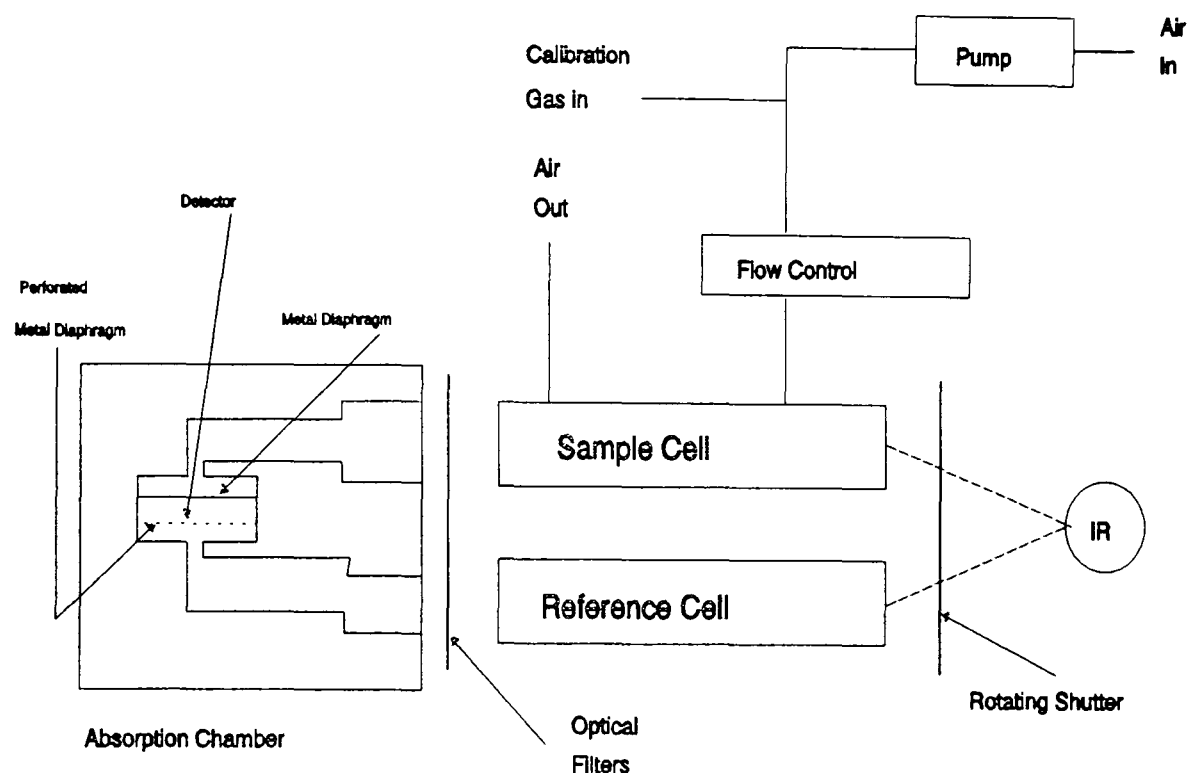 Air
In
Pump
Calibration
Gas in
Air
Out
Detector
Flow Control
Perforated
Metal Diaphragm
Metal Diaphragm
Sample Cell
IR
Reference Cell
Rotating Shutter
Optical
Filters
Absorption Chamber